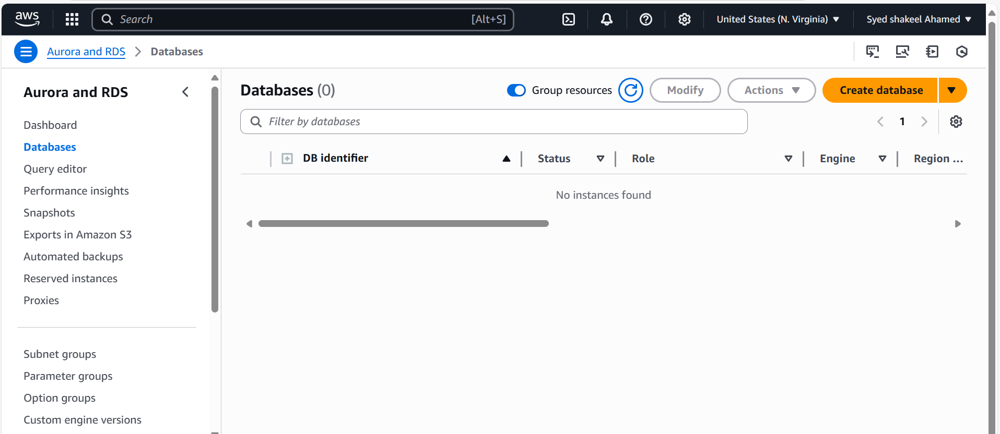 aws
Search [Alt+S]
United States (N. Virginia)
Syed shakeel Ahamed
Aurora and RDS
Databases
Aurora and RDS
Dashboard
Databases
Query editor
Performance insights
Snapshots
Exports in Amazon S3
Automated backups
Reserved instances
Proxies
Subnet groups
Parameter groups
Option groups
Custom engine versions
Databases (0)
Group resources
Modify
Actions
Create database
Filter by databases
1
DB identifier
Status
Role
Engine
Region ...
No instances found